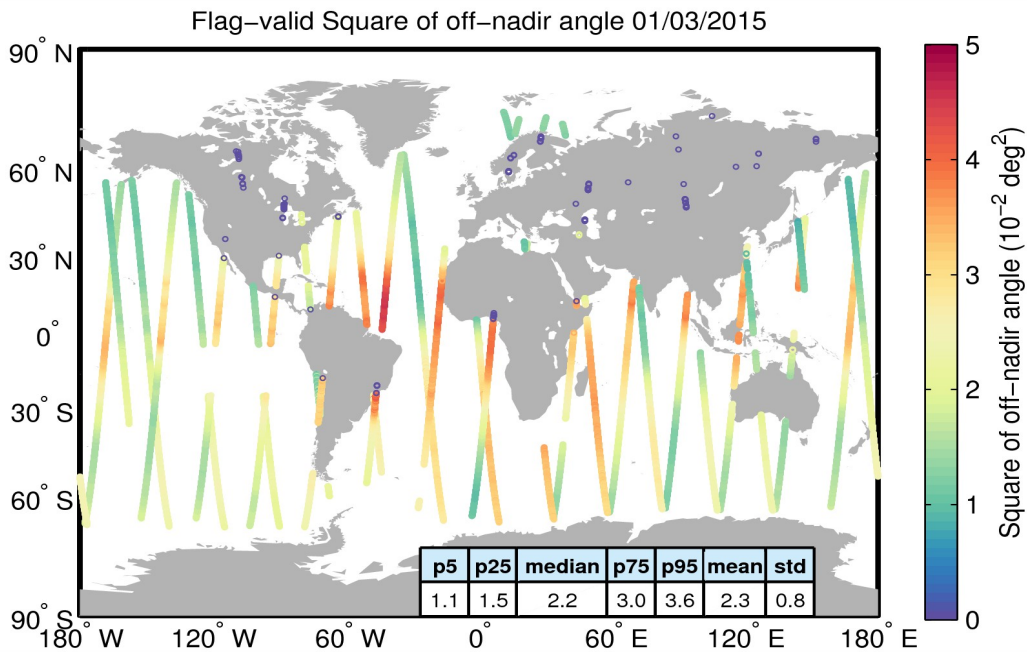 Flag-valid Square of off-nadir angle 01/03/2015
90° N
60° N
30° N
0°
30° S
60° S
90° S
180° W
120° W
60° W
0°
60° E
120° E
180° E
p5 p25 median p75 p95 mean std
1.1 1.5 2.2 3.0 3.6 2.3 0.8
5
4
3
2
1
0
Square of off-nadir angle (10⁻² deg²)